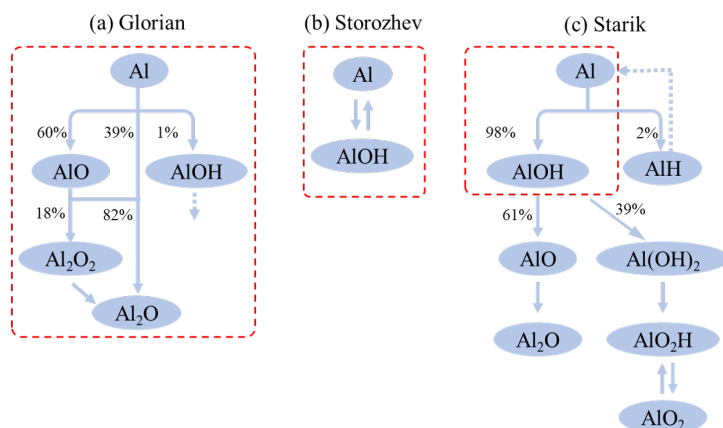 (a) Glorian
(b) Storozhev
(c) Starik
Al
60%
39%
1%
AlO
AlOH
18%
82%
Al₂O₂
Al₂O
Al
AlOH
Al
98%
2%
AlOH
AlH
61%
39%
AlO
Al(OH)₂
Al₂O
AlO₂H
AlO₂